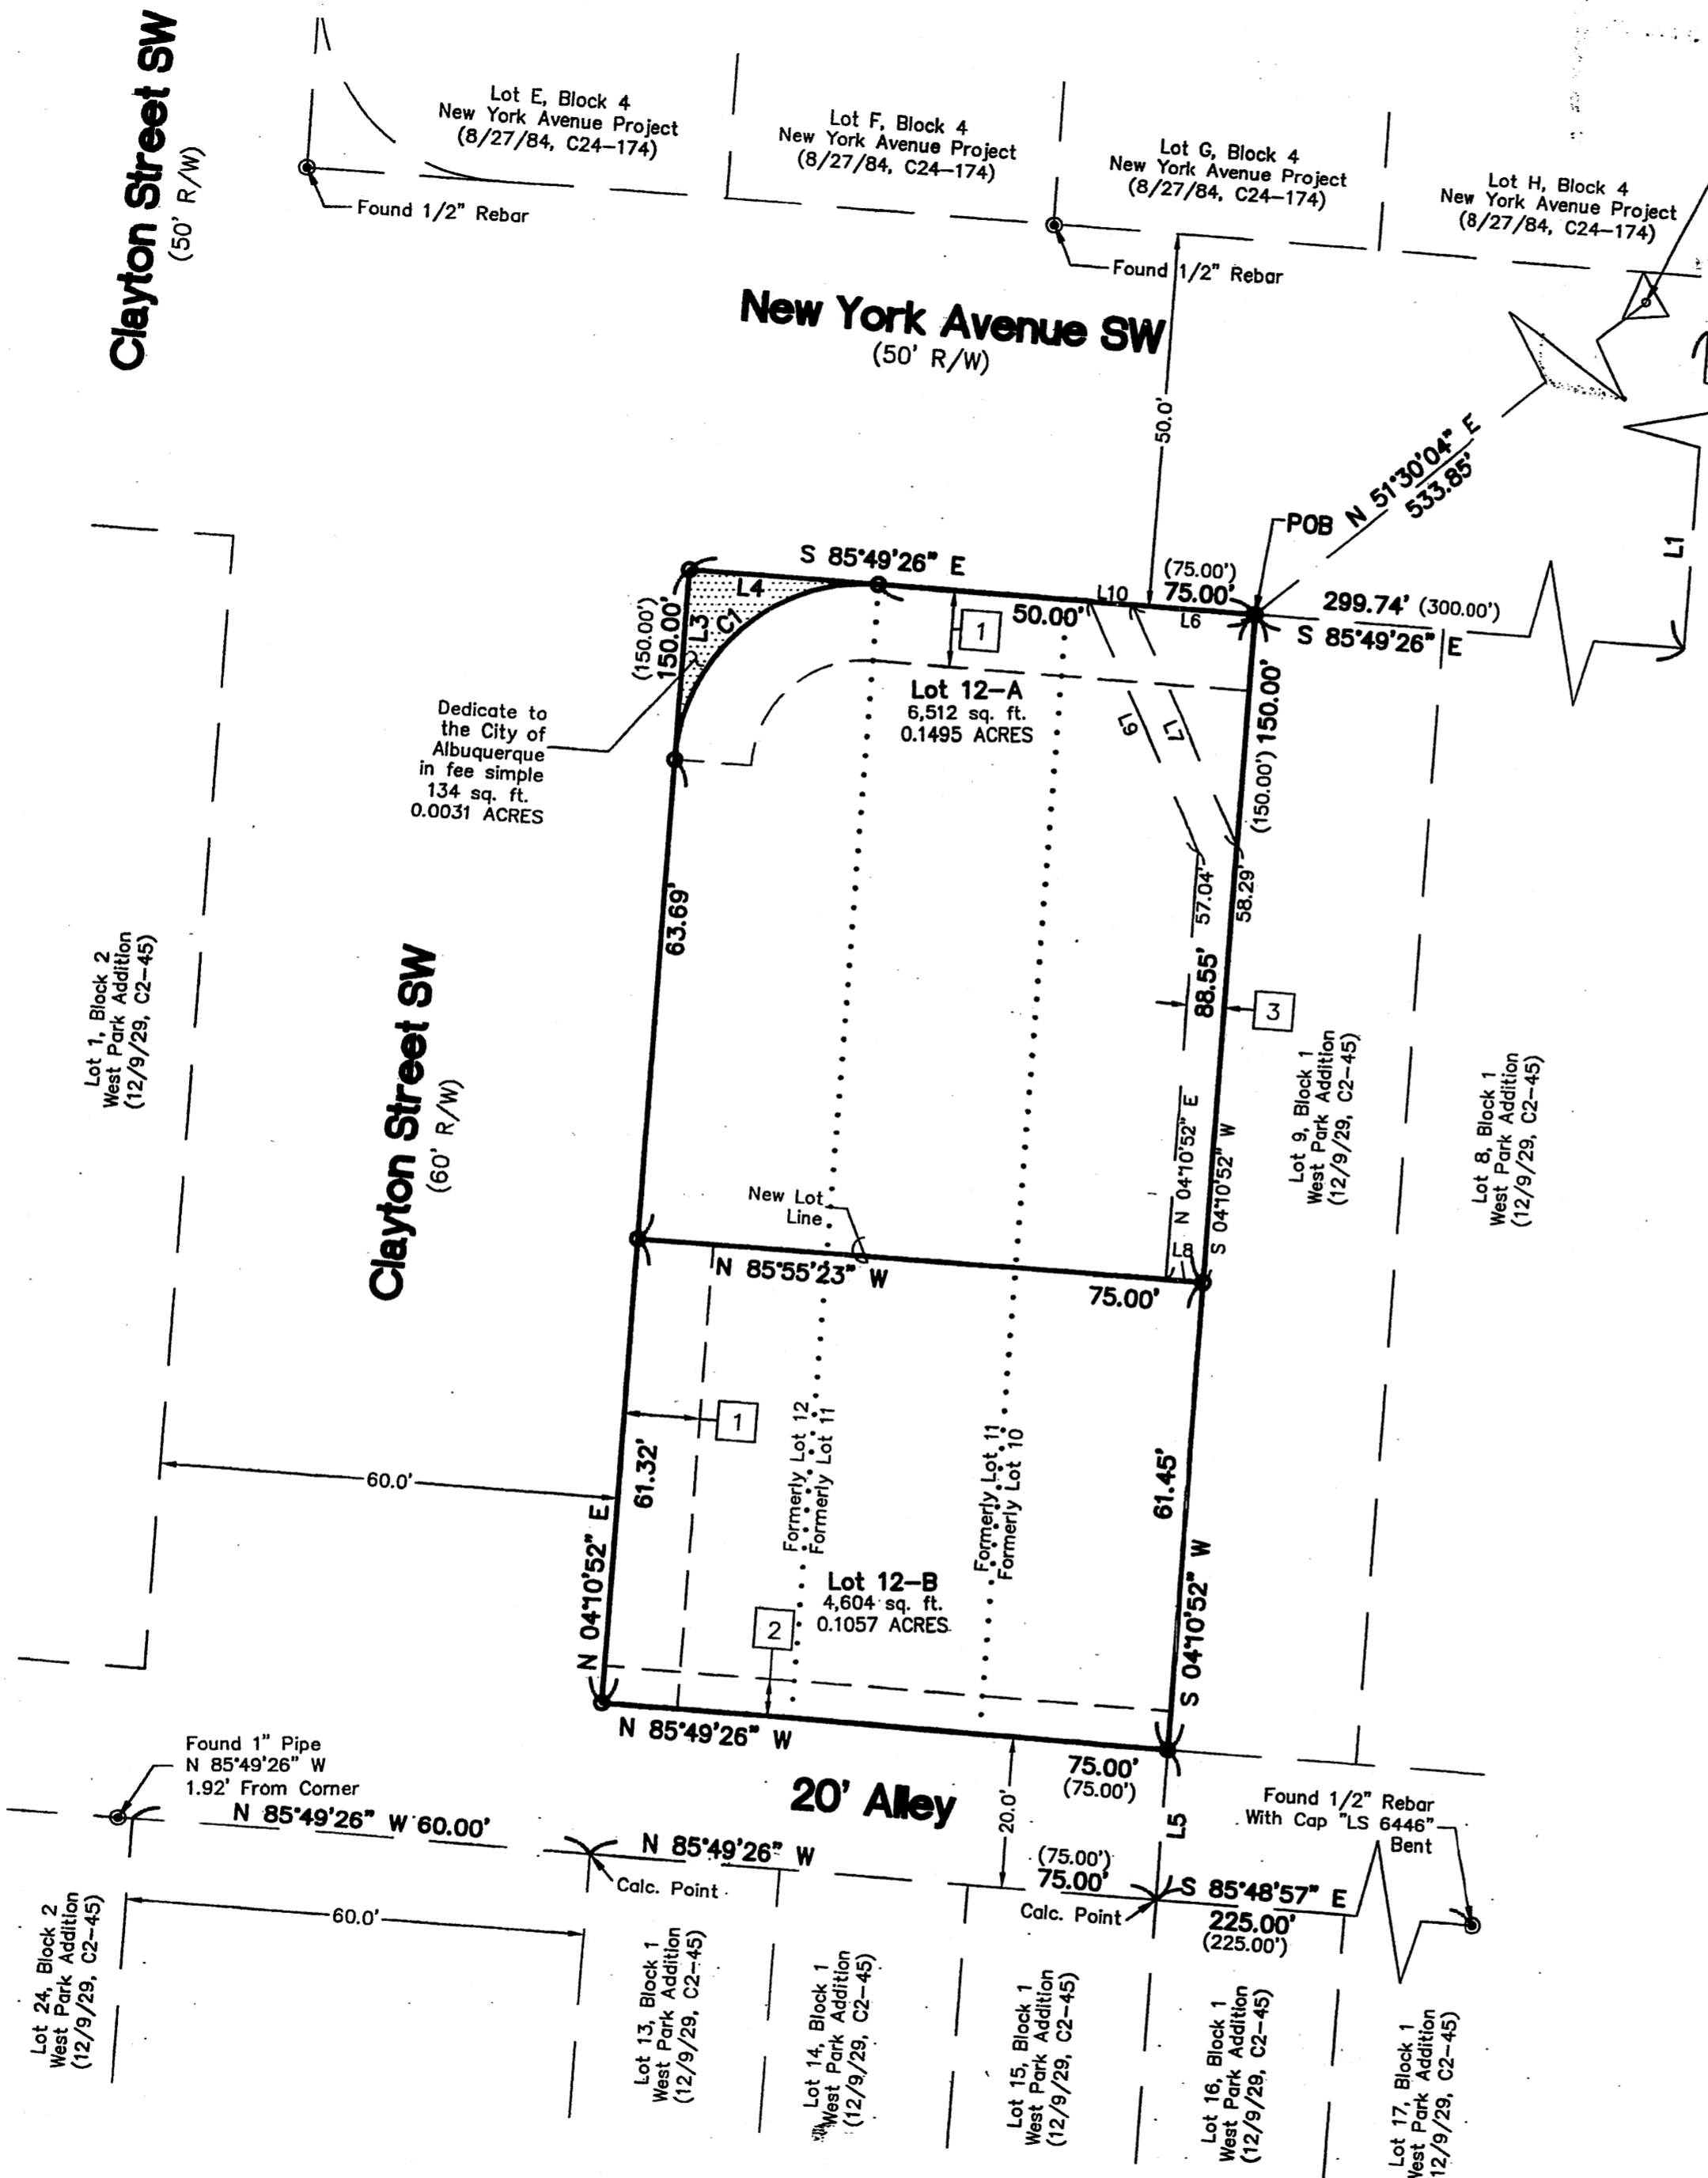 Clayton Street SW
(50' R/W)
Lot E, Block 4
New York Avenue Project
(8/27/84, C24-174)
Lot F, Block 4
New York Avenue Project
(8/27/84, C24-174)
Lot G, Block 4
New York Avenue Project
(8/27/84, C24-174)
Lot H, Block 4
New York Avenue Project
(8/27/84, C24-174)
Found 1/2" Rebar
Found 1/2" Rebar
New York Avenue SW
(50' R/W)
50.0'
N 51°30'04" E
533.85'
POB
L1
S 85°49'26" E
(75.00')
75.00'
L10
L4
50.00'
L6
299.74' (300.00')
S 85°49'26" E
(150.00')
150.00'
L3
C1
1
Lot 12-A
6,512 sq. ft.
0.1495 ACRES
L9
L7
(150.00') 150.00'
Dedicate to
the City of
Albuquerque
in fee simple
134 sq. ft.
0.0031 ACRES
63.69'
57.04'
58.29'
88.55'
3
Lot 1, Block 2
West Park Addition
(12/9/29, C2-45)
Clayton Street SW
(60' R/W)
N 04°10'52" E
S 04°10'52" W
Lot 9, Block 1
West Park Addition
(12/9/29, C2-45)
Lot 8, Block 1
West Park Addition
(12/9/29, C2-45)
New Lot
Line
L8
N 85°55'23" W
75.00'
1
60.0'
61.32'
N 04°10'52" E
Formerly Lot 12
Formerly Lot 11
Formerly Lot 11
Formerly Lot 10
61.45'
S 04°10'52" W
Lot 12-B
4,604 sq. ft.
0.1057 ACRES
2
N 85°49'26" W
75.00'
(75.00')
20' Alley
20.0'
L5
Found 1" Pipe
N 85°49'26" W
1.92' From Corner
N 85°49'26" W 60.00'
N 85°49'26" W
(75.00')
75.00'
Calc. Point
Calc. Point
Found 1/2" Rebar
With Cap "LS 6446"
Bent
S 85°48'57" E
225.00'
(225.00')
60.0'
Lot 24, Block 2
West Park Addition
(12/9/29, C2-45)
Lot 13, Block 1
West Park Addition
(12/9/29, C2-45)
Lot 14, Block 1
West Park Addition
(12/9/29, C2-45)
Lot 15, Block 1
West Park Addition
(12/9/29, C2-45)
Lot 16, Block 1
West Park Addition
(12/9/29, C2-45)
Lot 17, Block 1
West Park Addition
12/9/29, C2-45)